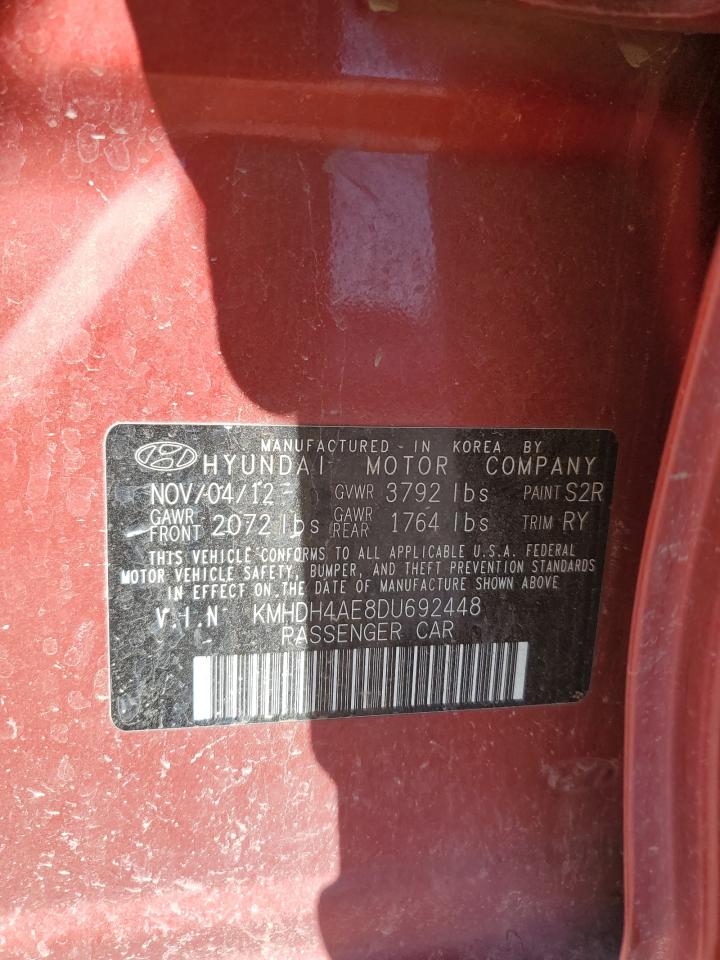 MANUFACTURED - IN KOREA BY
HYUNDAI MOTOR COMPANY
NOV/04/12 GVWR 3792 lbs PAINT S2R
GAWR FRONT 2072 lbs GAWR REAR 1764 lbs TRIM RY
THIS VEHICLE CONFORMS TO ALL APPLICABLE U.S.A. FEDERAL
MOTOR VEHICLE SAFETY, BUMPER, AND THEFT PREVENTION STANDARDS
IN EFFECT ON THE DATE OF MANUFACTURE SHOWN ABOVE.
V.I.N KMHDH4AE8DU692448
PASSENGER CAR